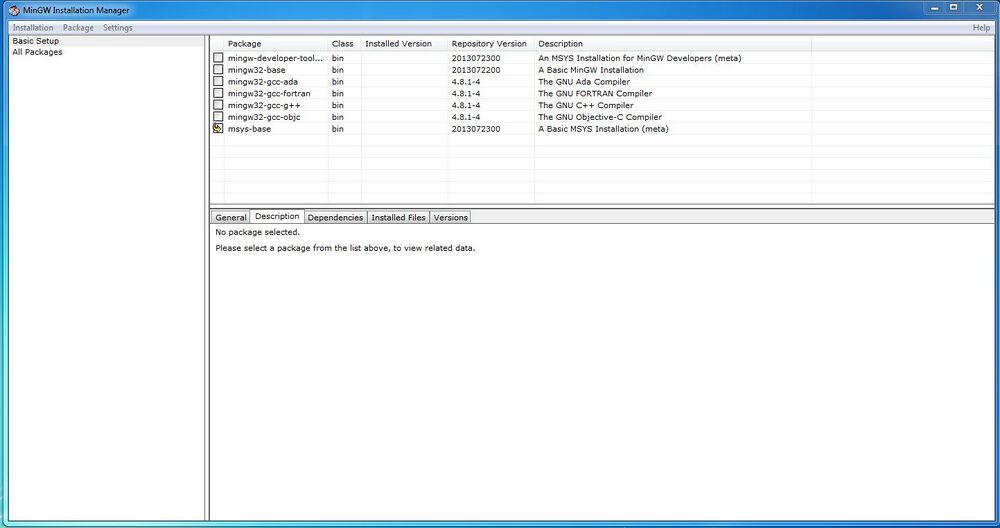 MinGW Installation Manager
Installation Package Settings Help
Basic Setup
All Packages
Package Class Installed Version Repository Version Description
mingw-developer-tool... bin 2013072300 An MSYS Installation for MinGW Developers (meta)
mingw32-base bin 2013072200 A Basic MinGW Installation
mingw32-gcc-ada bin 4.8.1-4 The GNU Ada Compiler
mingw32-gcc-fortran bin 4.8.1-4 The GNU FORTRAN Compiler
mingw32-gcc-g++ bin 4.8.1-4 The GNU C++ Compiler
mingw32-gcc-objc bin 4.8.1-4 The GNU Objective-C Compiler
msys-base bin 2013072300 A Basic MSYS Installation (meta)
General Description Dependencies Installed Files Versions
No package selected.
Please select a package from the list above, to view related data.